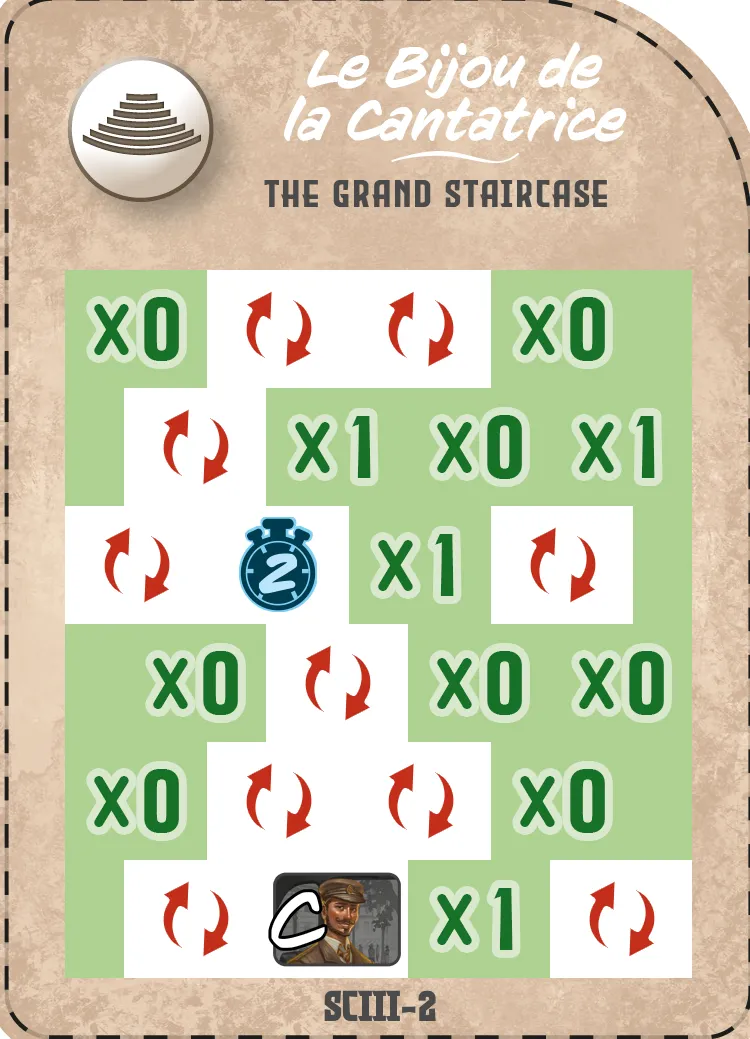 Le Bijou de
la Cantatrice
THE GRAND STAIRCASE
X0 X0
X1 X0 X1
2 X1
X0 X0 X0
X0 X0
C X1
SCIII-2